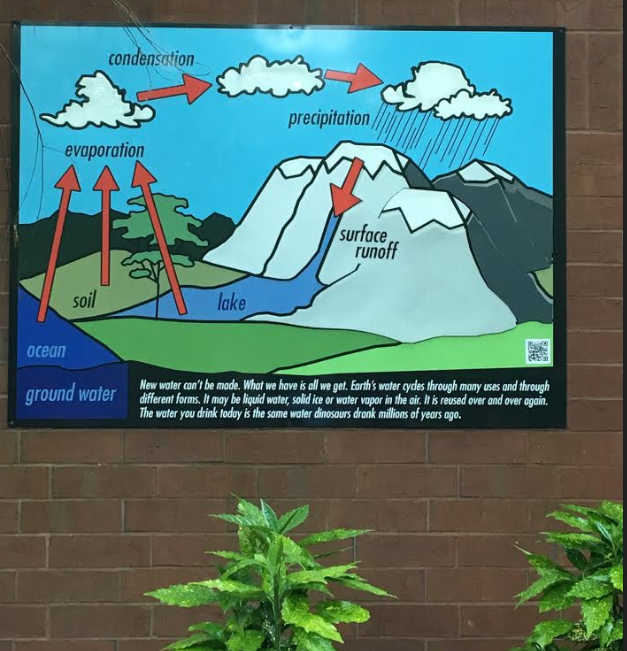 condensation
precipitation
evaporation
surface
runoff
soil
lake
ocean
ground water
New water can't be made. What we have is all we get. Earth's water cycles through many uses and through
different forms. It may be liquid water, solid ice or water vapor in the air. It is reused over and over again.
The water you drink today is the same water dinosaurs drank millions of years ago.